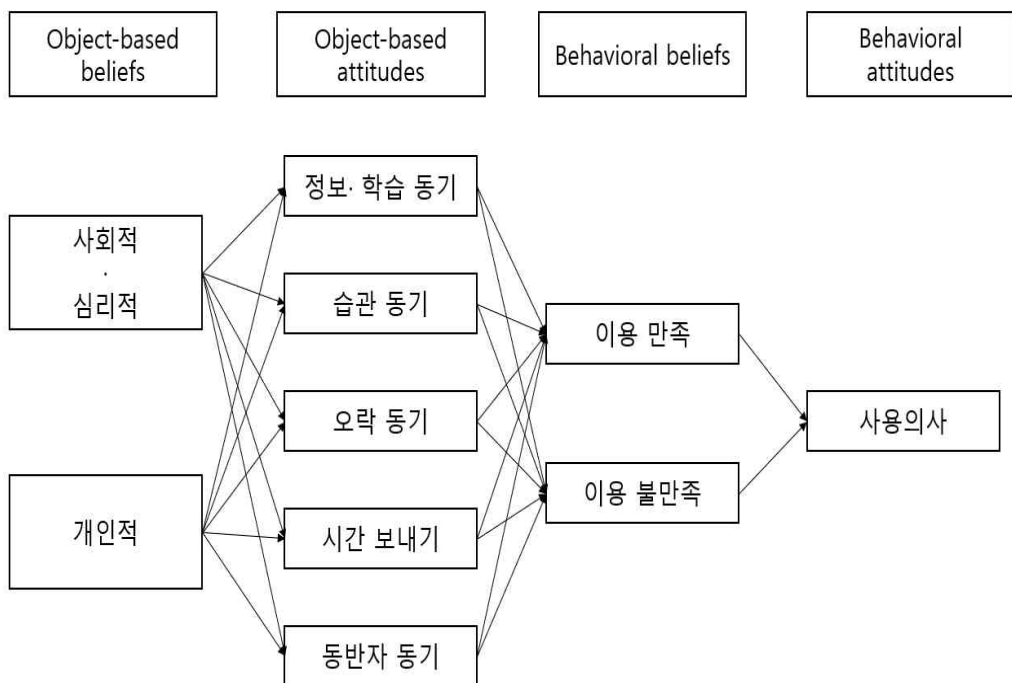 Object-based
beliefs
Object-based
attitudes
Behavioral beliefs
Behavioral
attitudes
사회적
·
심리적
개인적
정보· 학습 동기
습관 동기
오락 동기
시간 보내기
동반자 동기
이용 만족
이용 불만족
사용의사